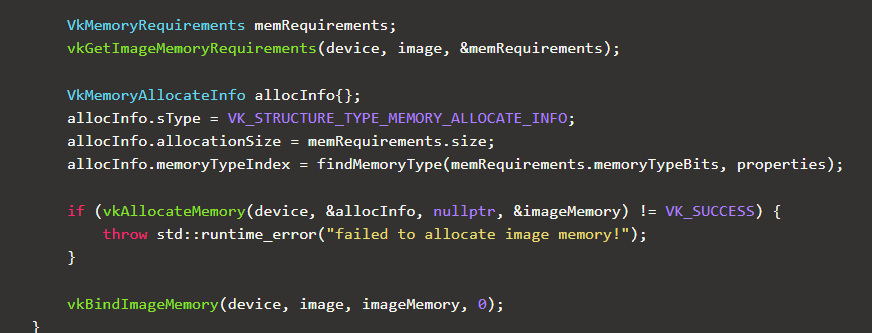 VkMemoryRequirements memRequirements;
vkGetImageMemoryRequirements(device, image, &memRequirements);
VkMemoryAllocateInfo allocInfo{};
allocInfo.sType = VK_STRUCTURE_TYPE_MEMORY_ALLOCATE_INFO;
allocInfo.allocationSize = memRequirements.size;
allocInfo.memoryTypeIndex = findMemoryType(memRequirements.memoryTypeBits, properties);
if (vkAllocateMemory(device, &allocInfo, nullptr, &imageMemory) != VK_SUCCESS) {
throw std::runtime_error("failed to allocate image memory!");
}
vkBindImageMemory(device, image, imageMemory, 0);
}